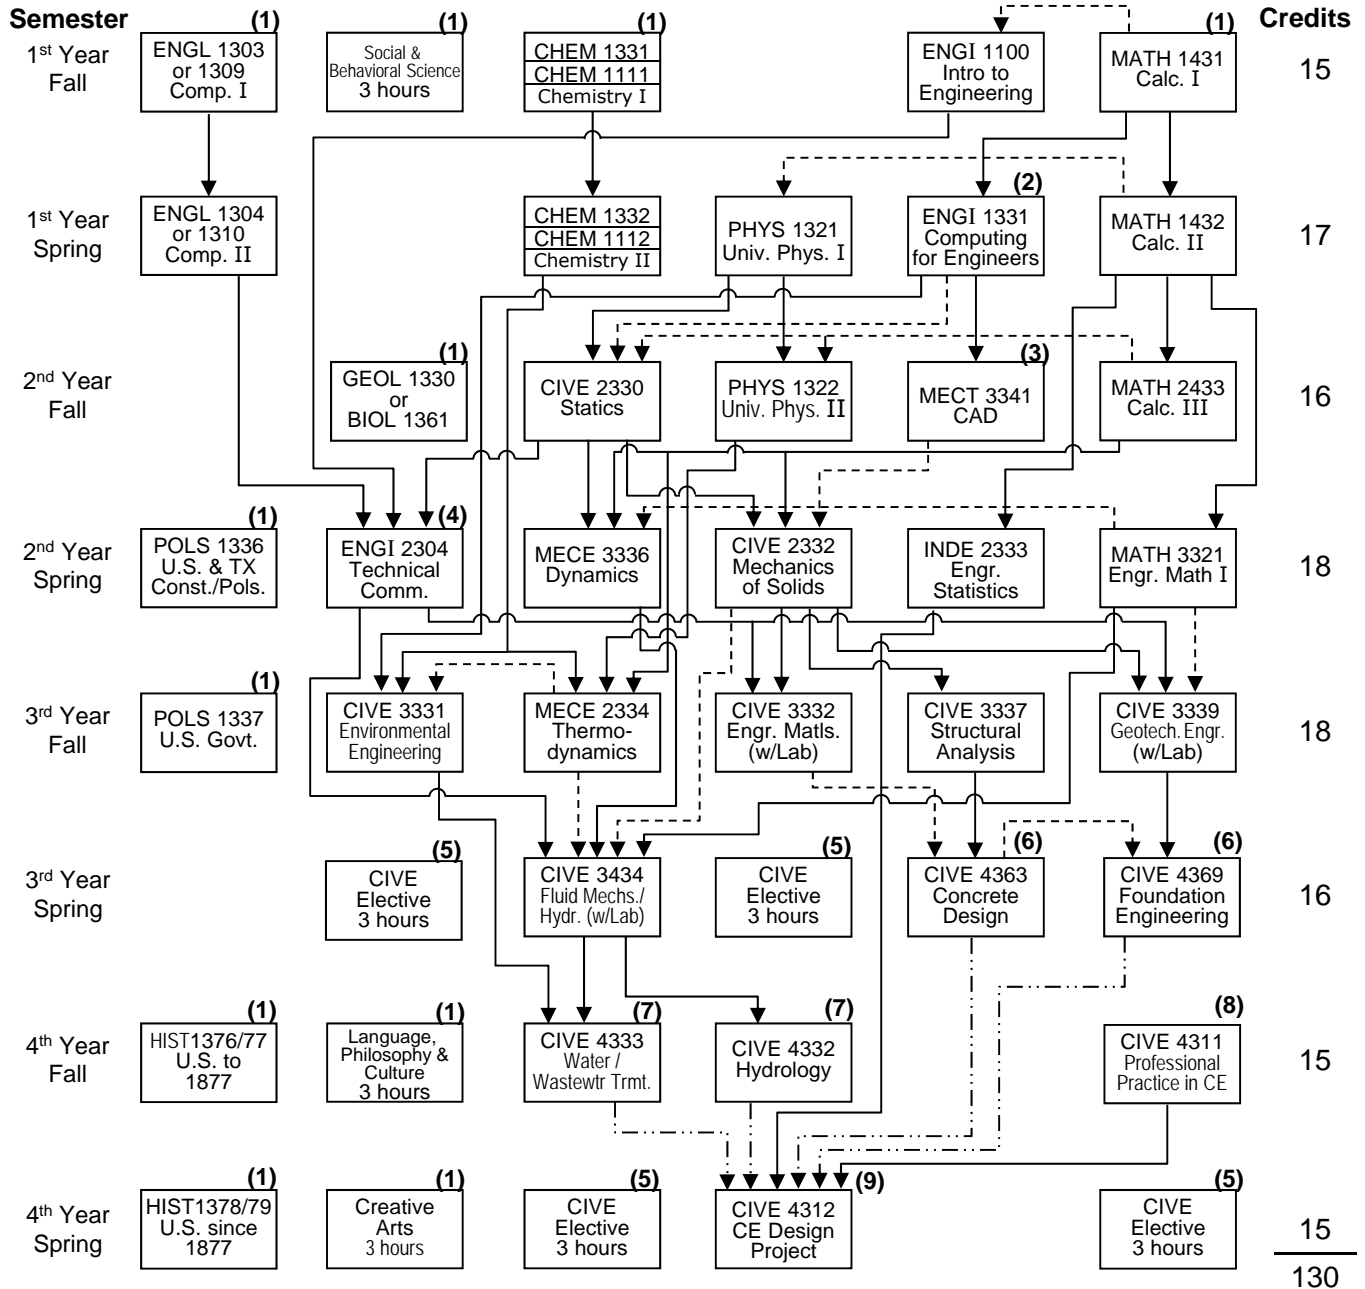 Semester
Credits
1st Year
Fall
(1)
ENGL 1303
or 1309
Comp. I
(1)
Social &
Behavioral Science
3 hours
(1)
CHEM 1331
CHEM 1111
Chemistry I
ENGI 1100
Intro to
Engineering
(1)
MATH 1431
Calc. I
15
1st Year
Spring
ENGL 1304
or 1310
Comp. II
CHEM 1332
CHEM 1112
Chemistry II
PHYS 1321
Univ. Phys. I
(2)
ENGI 1331
Computing
for Engineers
MATH 1432
Calc. II
17
2nd Year
Fall
(1)
GEOL 1330
or
BIOL 1361
CIVE 2330
Statics
PHYS 1322
Univ. Phys. II
(3)
MECT 3341
CAD
MATH 2433
Calc. III
16
2nd Year
Spring
(1)
POLS 1336
U.S. & TX
Const./Pols.
(4)
ENGI 2304
Technical
Comm.
MECE 3336
Dynamics
CIVE 2332
Mechanics
of Solids
INDE 2333
Engr.
Statistics
MATH 3321
Engr. Math I
18
3rd Year
Fall
(1)
POLS 1337
U.S. Govt.
CIVE 3331
Environmental
Engineering
MECE 2334
Thermo-
dynamics
CIVE 3332
Engr. Matls.
(w/Lab)
CIVE 3337
Structural
Analysis
CIVE 3339
Geotech. Engr.
(w/Lab)
18
3rd Year
Spring
(5)
CIVE
Elective
3 hours
CIVE 3434
Fluid Mechs./
Hydr. (w/Lab)
(5)
CIVE
Elective
3 hours
(6)
CIVE 4363
Concrete
Design
(6)
CIVE 4369
Foundation
Engineering
16
4th Year
Fall
(1)
HIST1376/77
U.S. to
1877
(1)
Language,
Philosophy &
Culture
3 hours
(7)
CIVE 4333
Water /
Wastewtr Trmt.
(7)
CIVE 4332
Hydrology
(8)
CIVE 4311
Professional
Practice in CE
15
4th Year
Spring
(1)
HIST1378/79
U.S. since
1877
(1)
Creative
Arts
3 hours
(5)
CIVE
Elective
3 hours
(9)
CIVE 4312
CE Design
Project
(5)
CIVE
Elective
3 hours
15
130